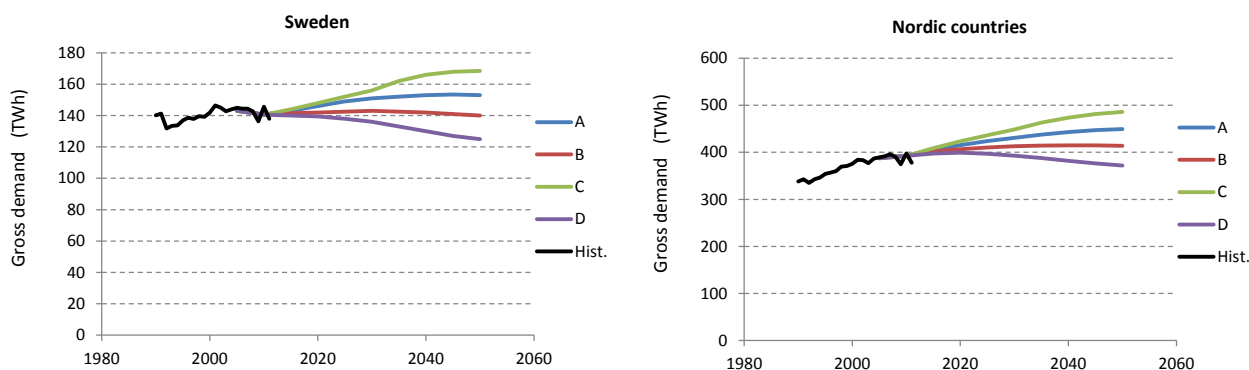 Sweden
Gross demand (TWh)
180
160
140
120
100
80
60
40
20
0
1980
2000
2020
2040
2060
A
B
C
D
Hist.
Nordic countries
Gross demand (TWh)
600
500
400
300
200
100
0
1980
2000
2020
2040
2060
A
B
C
D
Hist.